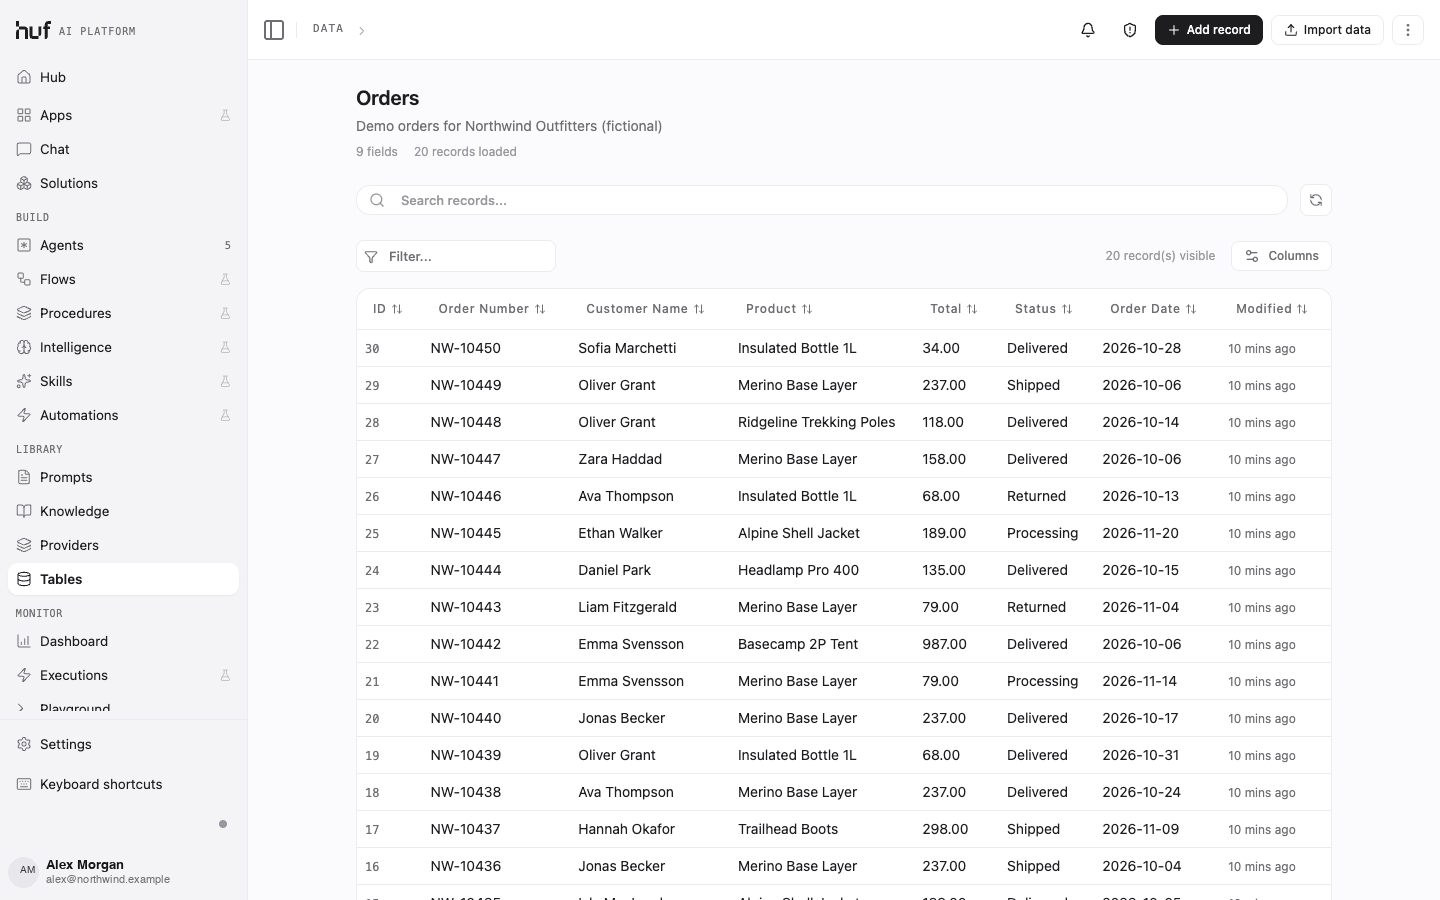 huf AI PLATFORM
Hub
Apps
Chat
Solutions
BUILD
Agents 5
Flows
Procedures
Intelligence
Skills
Automations
LIBRARY
Prompts
Knowledge
Providers
Tables
MONITOR
Dashboard
Executions
Playground
Settings
Keyboard shortcuts
AM Alex Morgan
alex@northwind.example
DATA
Add record
Import data
Orders
Demo orders for Northwind Outfitters (fictional)
9 fields 20 records loaded
Search records...
Filter...
20 record(s) visible
Columns
ID Order Number Customer Name Product Total Status Order Date Modified
30 NW-10450 Sofia Marchetti Insulated Bottle 1L 34.00 Delivered 2026-10-28 10 mins ago
29 NW-10449 Oliver Grant Merino Base Layer 237.00 Shipped 2026-10-06 10 mins ago
28 NW-10448 Oliver Grant Ridgeline Trekking Poles 118.00 Delivered 2026-10-14 10 mins ago
27 NW-10447 Zara Haddad Merino Base Layer 158.00 Delivered 2026-10-06 10 mins ago
26 NW-10446 Ava Thompson Insulated Bottle 1L 68.00 Returned 2026-10-13 10 mins ago
25 NW-10445 Ethan Walker Alpine Shell Jacket 189.00 Processing 2026-11-20 10 mins ago
24 NW-10444 Daniel Park Headlamp Pro 400 135.00 Delivered 2026-10-15 10 mins ago
23 NW-10443 Liam Fitzgerald Merino Base Layer 79.00 Returned 2026-11-04 10 mins ago
22 NW-10442 Emma Svensson Basecamp 2P Tent 987.00 Delivered 2026-10-06 10 mins ago
21 NW-10441 Emma Svensson Merino Base Layer 79.00 Processing 2026-11-14 10 mins ago
20 NW-10440 Jonas Becker Merino Base Layer 237.00 Delivered 2026-10-17 10 mins ago
19 NW-10439 Oliver Grant Insulated Bottle 1L 68.00 Delivered 2026-10-31 10 mins ago
18 NW-10438 Ava Thompson Merino Base Layer 237.00 Delivered 2026-10-24 10 mins ago
17 NW-10437 Hannah Okafor Trailhead Boots 298.00 Shipped 2026-11-09 10 mins ago
16 NW-10436 Jonas Becker Merino Base Layer 237.00 Shipped 2026-10-04 10 mins ago